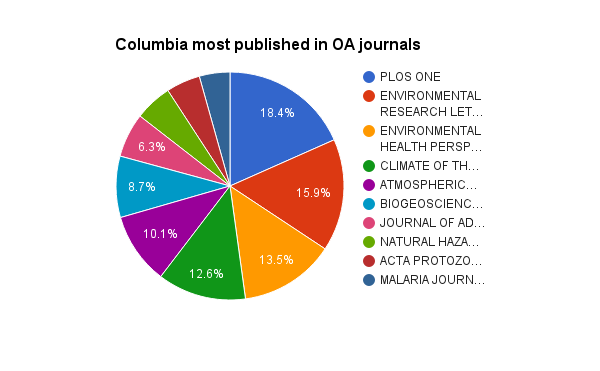 Columbia most published in OA journals
PLOS ONE
ENVIRONMENTAL
RESEARCH LET…
ENVIRONMENTAL
HEALTH PERSP…
CLIMATE OF TH…
ATMOSPHERIC…
BIOGEOSCIENC…
JOURNAL OF AD…
NATURAL HAZA…
ACTA PROTOZO…
MALARIA JOURN…
18.4%
15.9%
13.5%
12.6%
10.1%
8.7%
6.3%